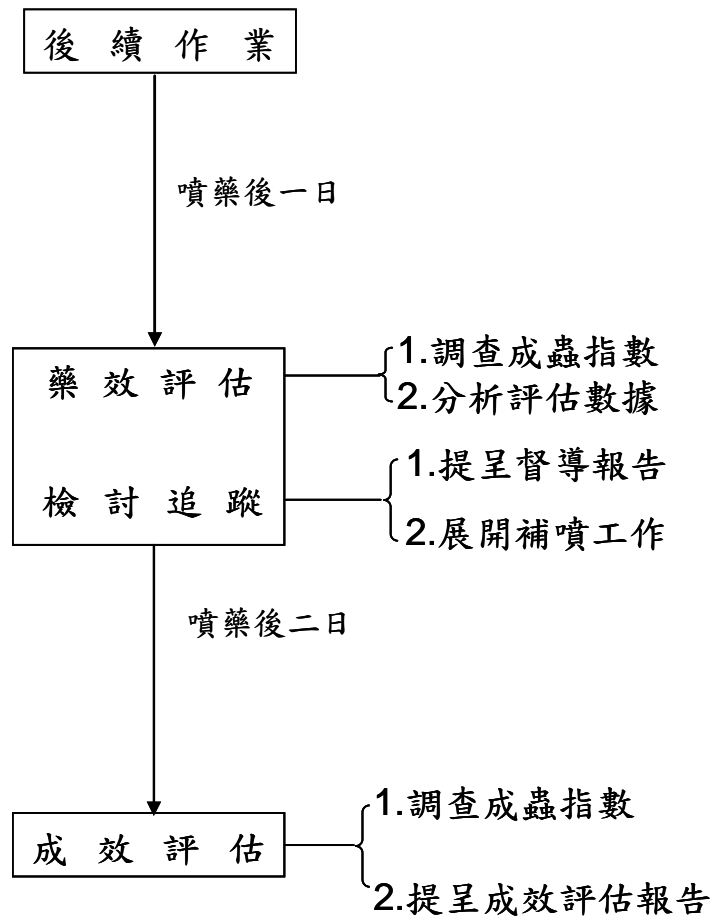 後續作業
噴藥後一日
藥效評估
1.調查成蟲指數
2.分析評估數據
檢討追蹤
1.提呈督導報告
2.展開補噴工作
噴藥後二日
成效評估
1.調查成蟲指數
2.提呈成效評估報告